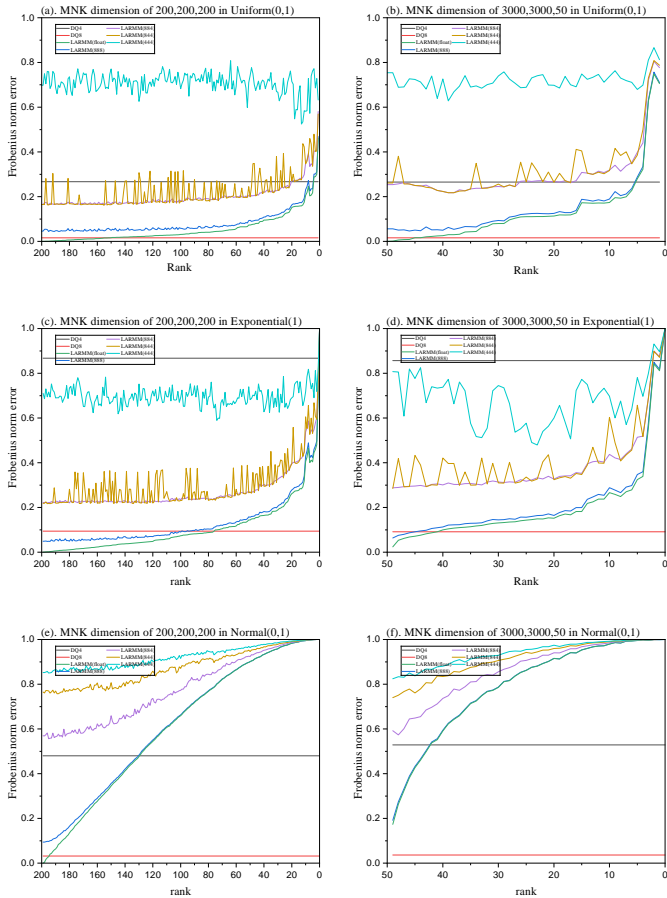 (a). MNK dimension of 200,200,200 in Uniform(0,1)
DQ4
DQ8
LARMM(float)
LARMM(888)
LARMM(884)
LARMM(844)
LARMM(444)
Frobenius norm error
1.0
0.8
0.6
0.4
0.2
0.0
200 180 160 140 120 100 80 60 40 20 0
Rank
(b). MNK dimension of 3000,3000,50 in Uniform(0,1)
DQ4
DQ8
LARMM(float)
LARMM(888)
LARMM(884)
LARMM(844)
LARMM(444)
Frobenius norm error
1.0
0.8
0.6
0.4
0.2
0.0
50 40 30 20 10 0
Rank
(c). MNK dimension of 200,200,200 in Exponential(1)
DQ4
DQ8
LARMM(float)
LARMM(888)
LARMM(884)
LARMM(844)
LARMM(444)
Frobenius norm error
1.0
0.8
0.6
0.4
0.2
0.0
200 180 160 140 120 100 80 60 40 20 0
rank
(d). MNK dimension of 3000,3000,50 in Exponential(1)
DQ4
DQ8
LARMM(float)
LARMM(888)
LARMM(884)
LARMM(844)
LARMM(444)
Frobenius norm error
1.0
0.8
0.6
0.4
0.2
0.0
50 40 30 20 10 0
Rank
(e). MNK dimension of 200,200,200 in Normal(0,1)
DQ4
DQ8
LARMM(float)
LARMM(888)
LARMM(884)
LARMM(844)
LARMM(444)
Frobenius norm error
1.0
0.8
0.6
0.4
0.2
0.0
200 180 160 140 120 100 80 60 40 20 0
rank
(f). MNK dimension of 3000,3000,50 in Normal(0,1)
DQ4
DQ8
LARMM(float)
LARMM(888)
LARMM(884)
LARMM(844)
LARMM(444)
Frobenius norm error
1.0
0.8
0.6
0.4
0.2
0.0
50 40 30 20 10 0
rank